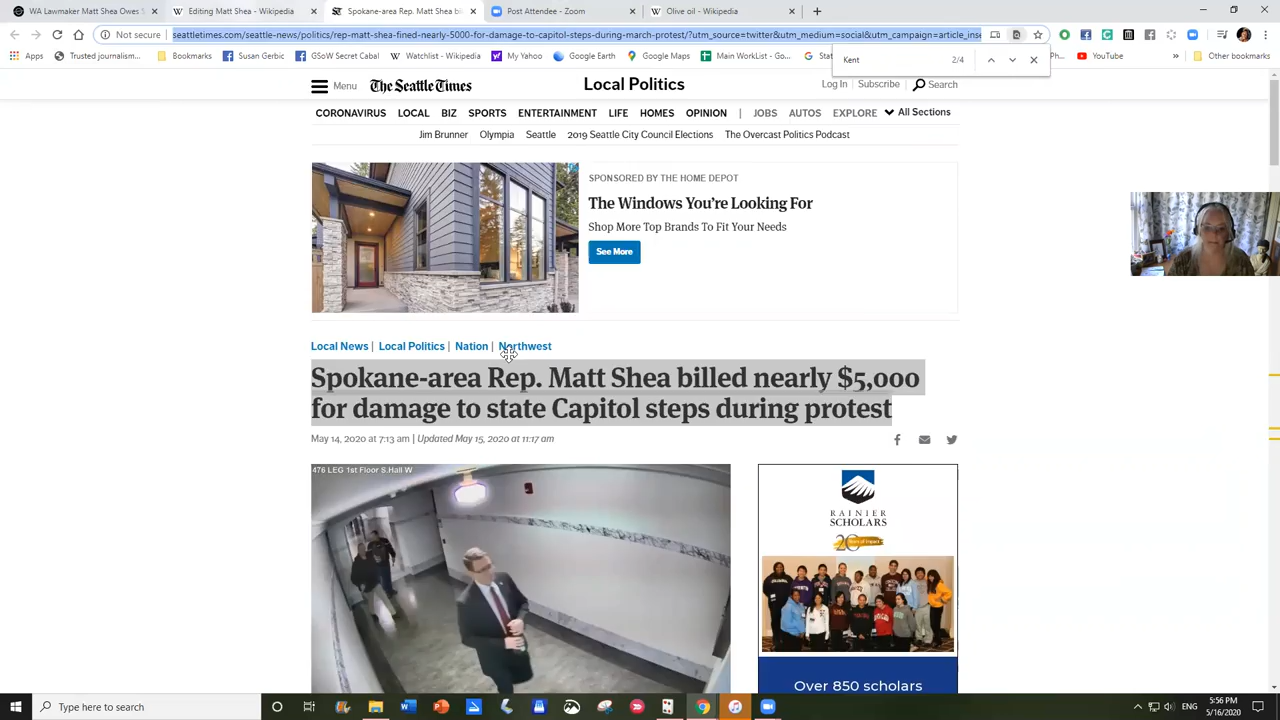 WA Lawmaker Matt Shea Owes S
Editing Matt Shea - Wikipedia
Spokane-area Rep. Matt Shea bil
Post Attendee - Zoom
Olive oil - Wikipedia
Not secure
seattletimes.com/seattle-news/politics/rep-matt-shea-fined-nearly-5000-for-damage-to-capitol-steps-during-march-protest/?utm_source=twitter&utm_medium=social&utm_campaign=article_inse
Apps
Trusted journalism...
Susan Gerbic
GSoW Secret Cabal
Wikipedia
My Yahoo
Google Earth
Google Maps
Main WorkList - Go...
YouTube
Other bookmarks
Kent
2/4
Menu
The Seattle Times
Local Politics
Log In
Subscribe
Search
CORONAVIRUS LOCAL BIZ SPORTS ENTERTAINMENT LIFE HOMES OPINION | JOBS AUTOS EXPLORE All Sections
Jim Brunner Olympia Seattle 2019 Seattle City Council Elections The Overcast Politics Podcast
SPONSORED BY THE HOME DEPOT
The Windows You're Looking For
Shop More Top Brands To Fit Your Needs
See More
Local News | Local Politics | Nation | Northwest
Spokane-area Rep. Matt Shea billed nearly $5,000
for damage to state Capitol steps during protest
May 14, 2020 at 7:13 am | Updated May 15, 2020 at 11:17 am
476 LEG 1st Floor S.Hall W
RAINIER
SCHOLARS
20
Over 850 scholars
Type here to search
ENG
5:56 PM
5/16/2020